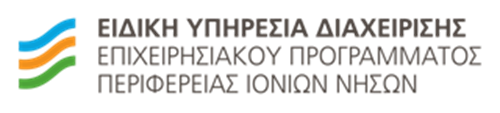 ΕΙΔΙΚΗ ΥΠΗΡΕΣΙΑ ΔΙΑΧΕΙΡΙΣΗΣ
ΕΠΙΧΕΙΡΗΣΙΑΚΟΥ ΠΡΟΓΡΑΜΜΑΤΟΣ
ΠΕΡΙΦΕΡΕΙΑΣ ΙΟΝΙΩΝ ΝΗΣΩΝ